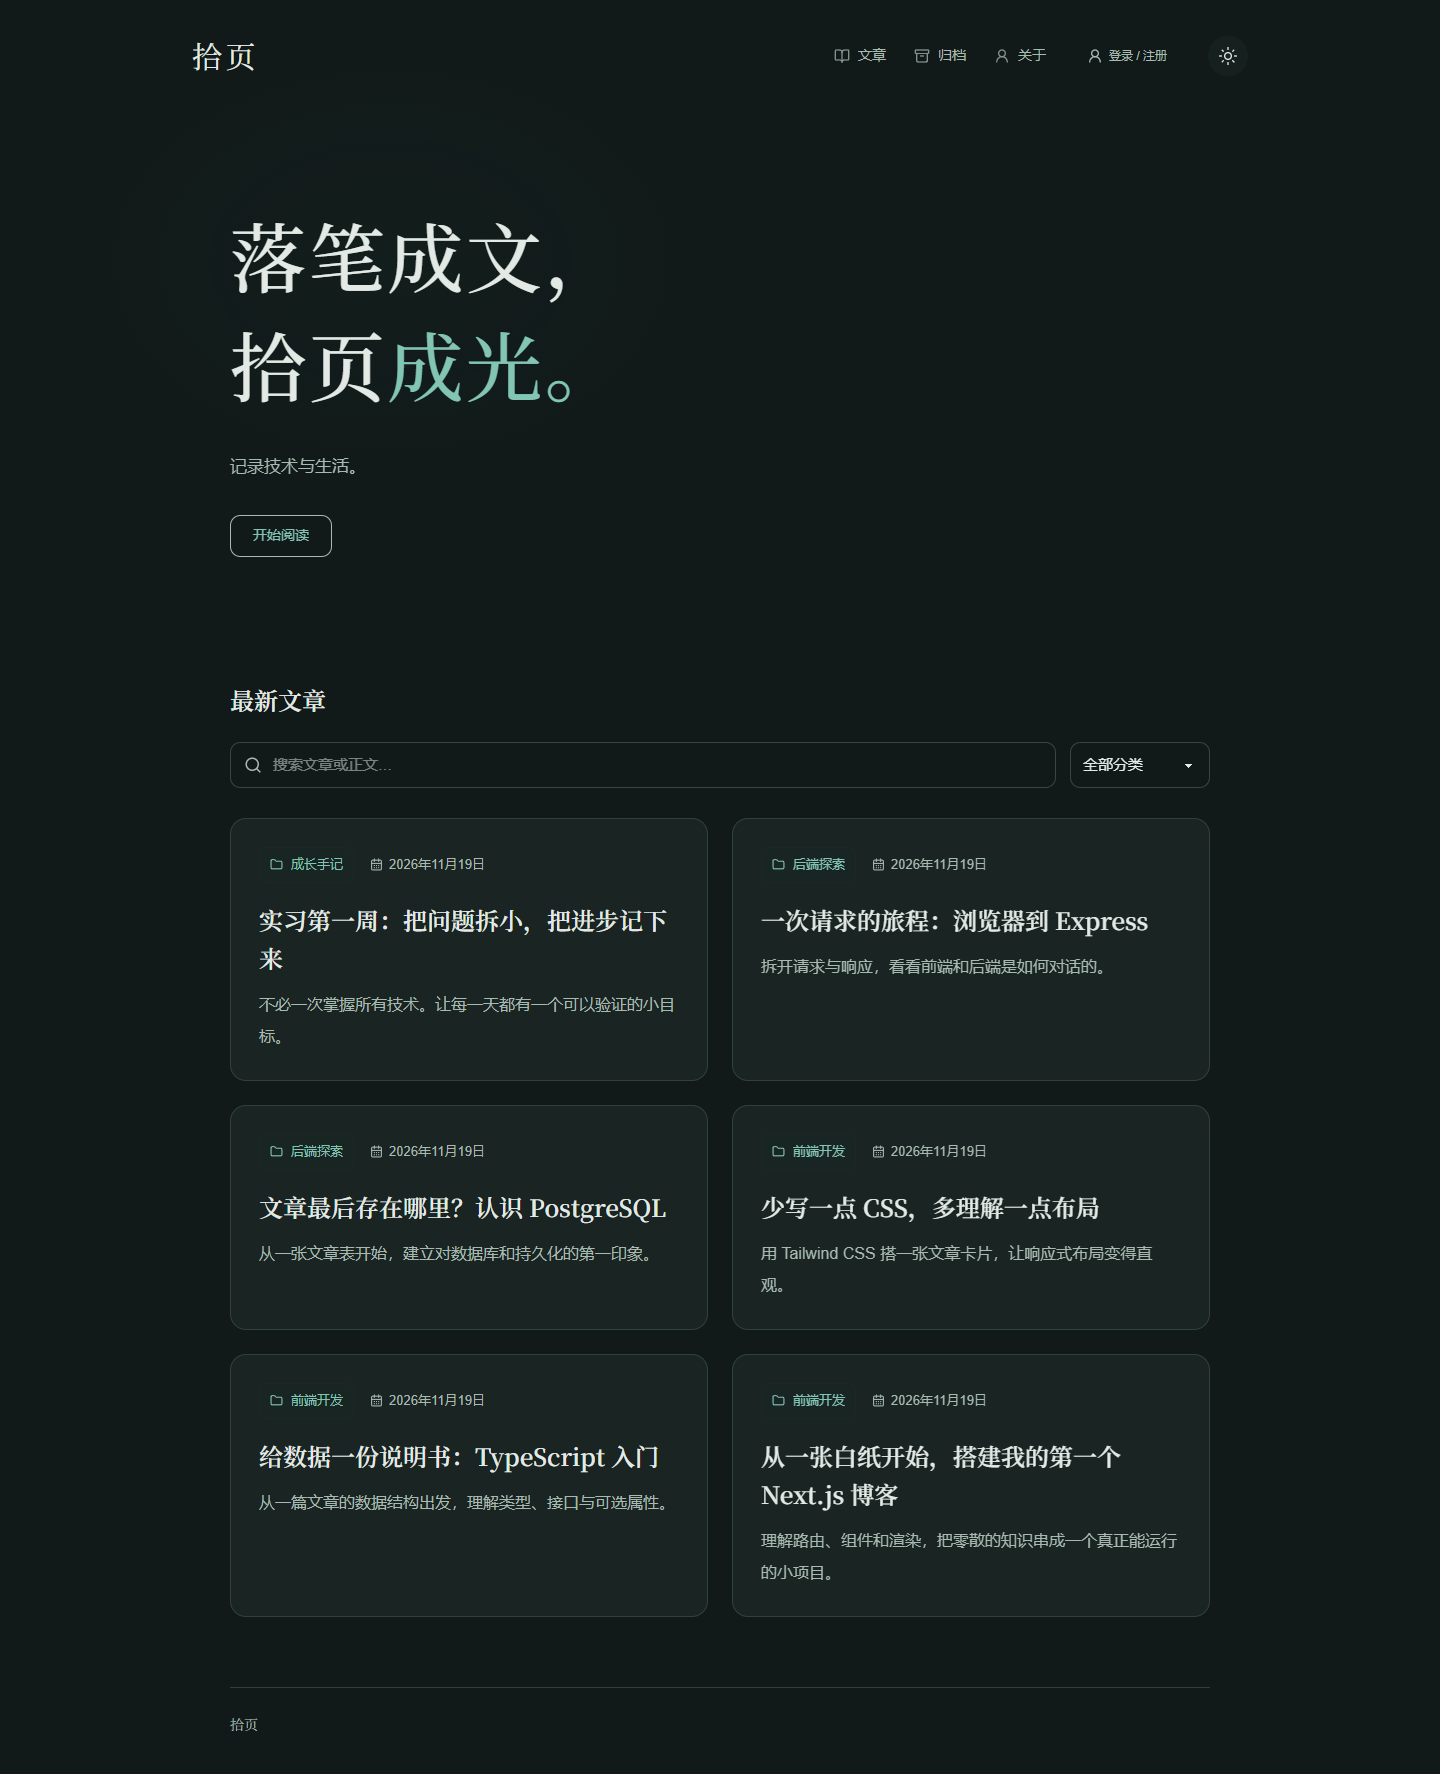 拾页
文章
归档
关于
登录 / 注册
落笔成文，
拾页成光。
记录技术与生活。
开始阅读
最新文章
搜索文章或正文...
全部分类
成长手记
2026年11月19日
实习第一周：把问题拆小，把进步记下
来
不必一次掌握所有技术。让每一天都有一个可以验证的小目
标。
后端探索
2026年11月19日
一次请求的旅程：浏览器到 Express
拆开请求与响应，看看前端和后端是如何对话的。
后端探索
2026年11月19日
文章最后存在哪里？认识 PostgreSQL
从一张文章表开始，建立对数据库和持久化的第一印象。
前端开发
2026年11月19日
少写一点 CSS，多理解一点布局
用 Tailwind CSS 搭一张文章卡片，让响应式布局变得直
观。
前端开发
2026年11月19日
给数据一份说明书：TypeScript 入门
从一篇文章的数据结构出发，理解类型、接口与可选属性。
前端开发
2026年11月19日
从一张白纸开始，搭建我的第一个
Next.js 博客
理解路由、组件和渲染，把零散的知识串成一个真正能运行
的小项目。
拾页